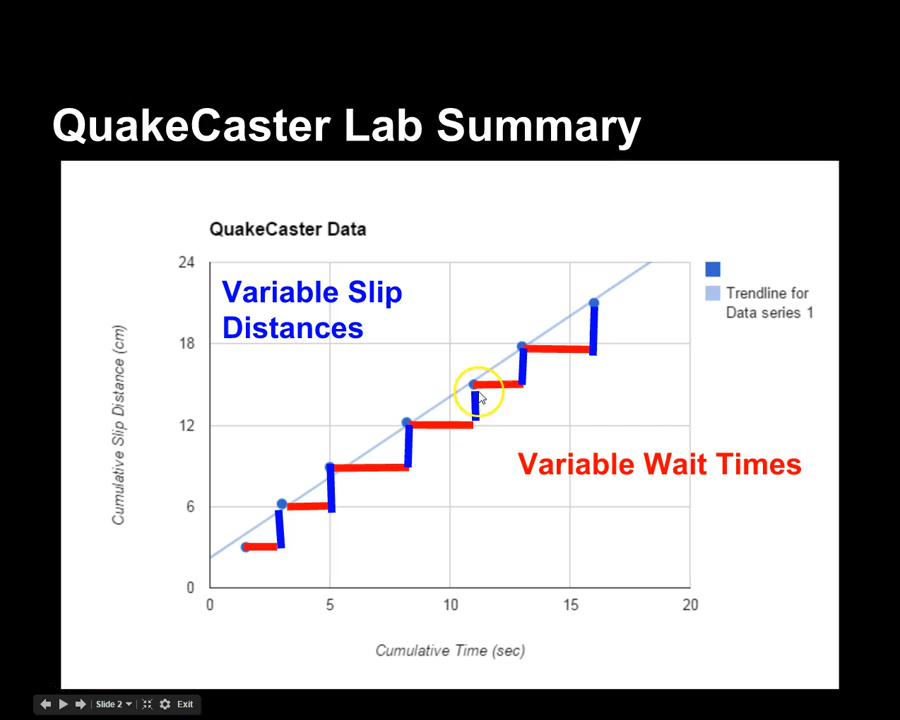 QuakeCaster Lab Summary
QuakeCaster Data
24
Variable Slip
Distances
Trendline for
Data series 1
18
Cumulative Slip Distance (cm)
12
Variable Wait Times
6
0
0 5 10 15 20
Cumulative Time (sec)
Slide 2 Exit